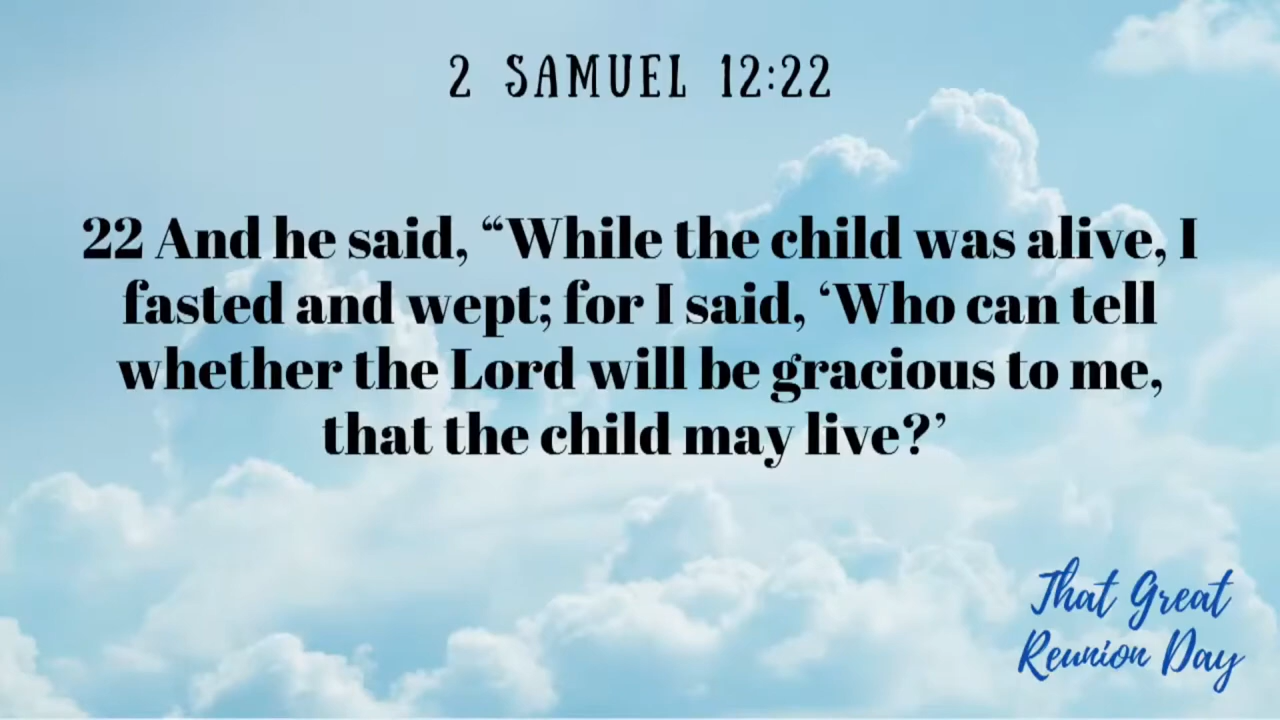 2 SAMUEL 12:22
22 And he said, “While the child was alive, I
fasted and wept; for I said, ‘Who can tell
whether the Lord will be gracious to me,
that the child may live?’
That Great
Reunion Day